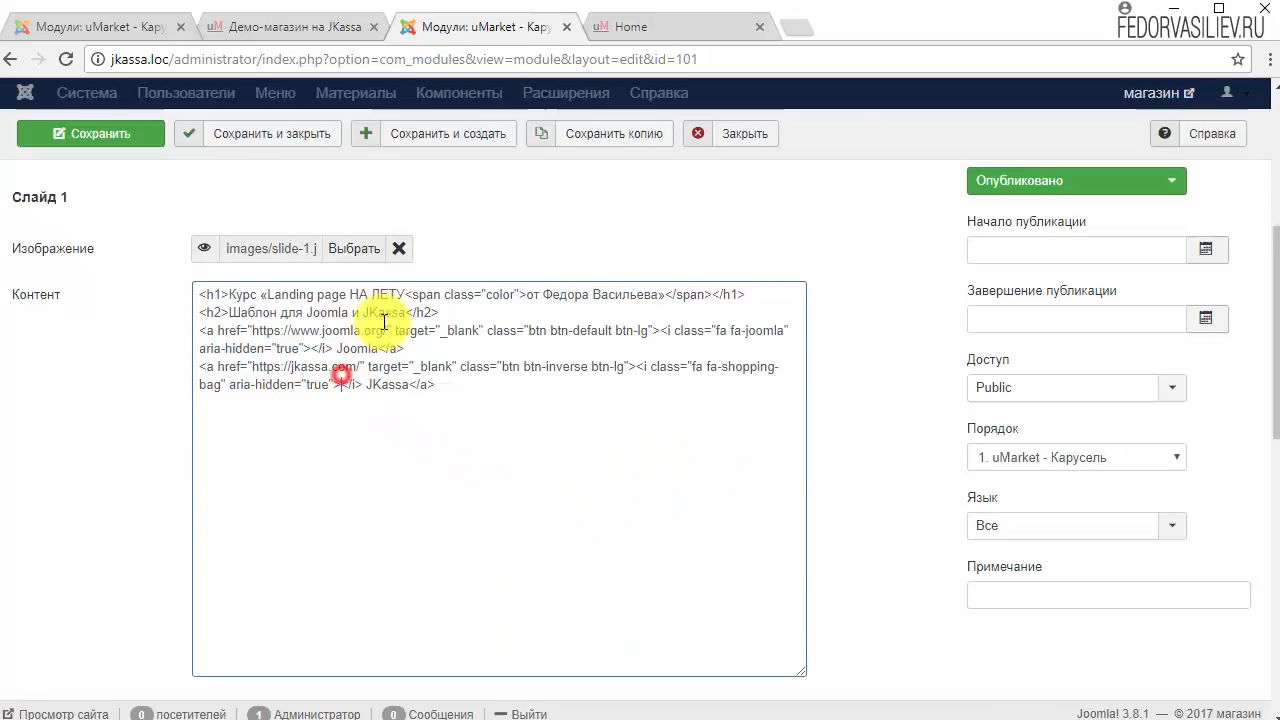 Модули: uMarket - Кару
Демо-магазин на JKassa
Модули: uMarket - Кару
Home
FEDORVASILIEV.RU
jkassa.loc/administrator/index.php?option=com_modules&view=module&layout=edit&id=101
Система Пользователи Меню Материалы Компоненты Расширения Справка магазин
Сохранить Сохранить и закрыть Сохранить и создать Сохранить копию Закрыть Справка
Слайд 1
Опубликовано
Начало публикации
Изображение images/slide-1.j Выбрать
Контент
<h1>Курс «Landing page НА ЛЕТУ<span class="color">от Федора Васильева»</span></h1>
<h2>Шаблон для Joomla и JKassa</h2>
<a href="https://www.joomla.org/" target="_blank" class="btn btn-default btn-lg"><i class="fa fa-joomla"
aria-hidden="true"></i> Joomla</a>
<a href="https://jkassa.com/" target="_blank" class="btn btn-inverse btn-lg"><i class="fa fa-shopping-
bag" aria-hidden="true"></i> JKassa</a>
Завершение публикации
Доступ
Public
Порядок
1. uMarket - Карусель
Язык
Все
Примечание
Просмотр сайта 0 посетителей 1 Администратор 0 Сообщения Выйти
Joomla! 3.8.1 — © 2017 магазин